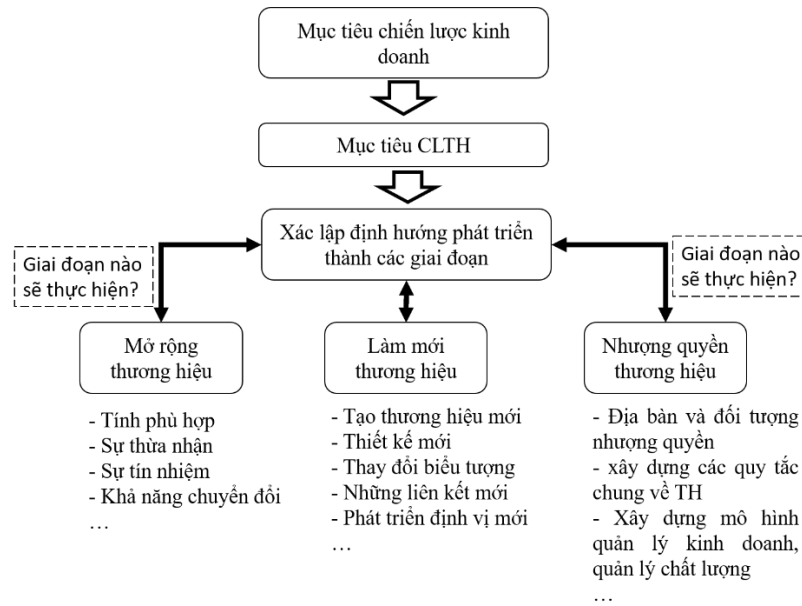 Mục tiêu chiến lược kinh
doanh
Mục tiêu CLTH
Xác lập định hướng phát triển
thành các giai đoạn
Giai đoạn nào
sẽ thực hiện?
Giai đoạn nào
sẽ thực hiện?
Mở rộng
thương hiệu
- Tính phù hợp
- Sự thừa nhận
- Sự tín nhiệm
- Khả năng chuyển đổi
…
Làm mới
thương hiệu
- Tạo thương hiệu mới
- Thiết kế mới
- Thay đổi biểu tượng
- Những liên kết mới
- Phát triển định vị mới
…
Nhượng quyền
thương hiệu
- Địa bàn và đối tượng
nhượng quyền
- xây dựng các quy tắc
chung về TH
- Xây dựng mô hình
quản lý kinh doanh,
quản lý chất lượng
…